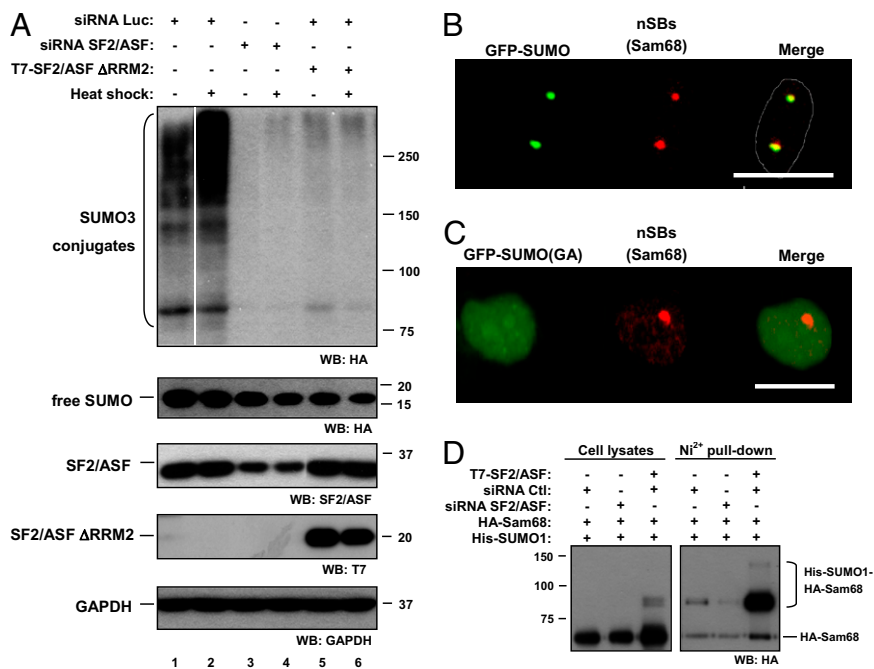 A
siRNA Luc: + + - - + +
siRNA SF2/ASF: - - + + - -
T7-SF2/ASF ΔRRM2: - - - - + +
Heat shock: - + - + - +
SUMO3
conjugates
250
150
100
75
WB: HA
free SUMO
20
15
WB: HA
SF2/ASF
37
WB: SF2/ASF
SF2/ASF ΔRRM2
20
WB: T7
GAPDH
37
WB: GAPDH
1 2 3 4 5 6
B
GFP-SUMO
nSBs
(Sam68)
Merge
C
GFP-SUMO(GA)
nSBs
(Sam68)
Merge
D
Cell lysates Ni2+ pull-down
T7-SF2/ASF: - - + - - +
siRNA Ctl: + - + + - +
siRNA SF2/ASF: - + - - + -
HA-Sam68: + + + + + +
His-SUMO1: + + + + + +
150
100
75
His-SUMO1-
HA-Sam68
HA-Sam68
WB: HA